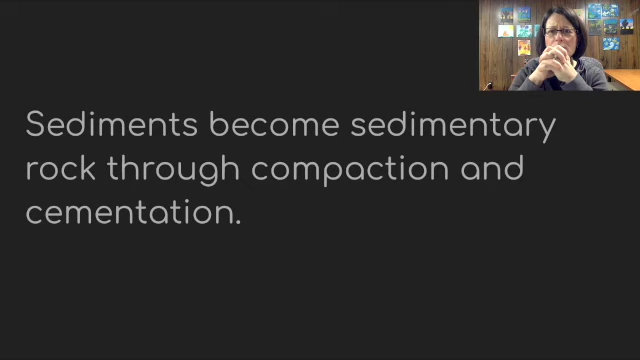 Sediments become sedimentary
rock through compaction and
cementation.